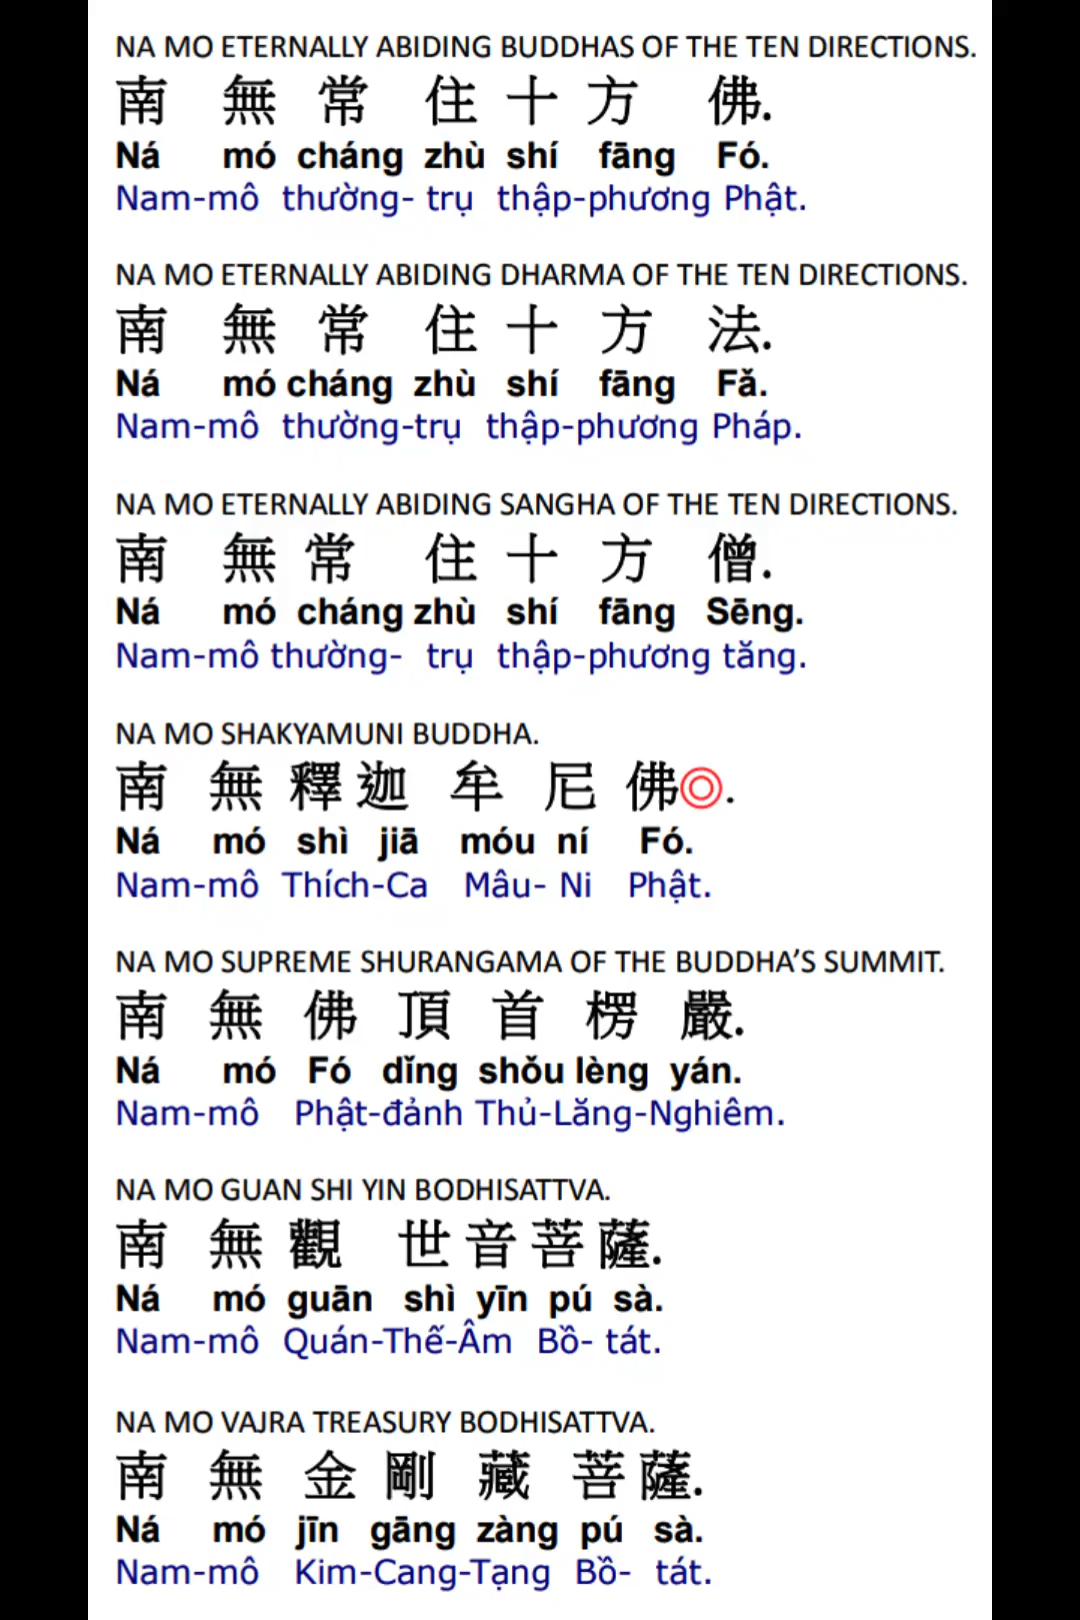 NA MO ETERNALLY ABIDING BUDDHAS OF THE TEN DIRECTIONS.
南 無 常 住 十 方 佛.
Ná mó cháng zhù shí fāng Fó.
Nam-mô thường- trụ thập-phương Phật.
NA MO ETERNALLY ABIDING DHARMA OF THE TEN DIRECTIONS.
南 無 常 住 十 方 法.
Ná mó cháng zhù shí fāng Fǎ.
Nam-mô thường-trụ thập-phương Pháp.
NA MO ETERNALLY ABIDING SANGHA OF THE TEN DIRECTIONS.
南 無 常 住 十 方 僧.
Ná mó cháng zhù shí fāng Sēng.
Nam-mô thường- trụ thập-phương tăng.
NA MO SHAKYAMUNI BUDDHA.
南 無 釋 迦 牟 尼 佛◎.
Ná mó shì jiā móu ní Fó.
Nam-mô Thích-Ca Mâu- Ni Phật.
NA MO SUPREME SHURANGAMA OF THE BUDDHA’S SUMMIT.
南 無 佛 頂 首 楞 嚴.
Ná mó Fó dǐng shǒu lèng yán.
Nam-mô Phật-đảnh Thủ-Lăng-Nghiêm.
NA MO GUAN SHI YIN BODHISATTVA.
南 無 觀 世 音 菩 薩.
Ná mó guān shì yīn pú sà.
Nam-mô Quán-Thế-Âm Bồ- tát.
NA MO VAJRA TREASURY BODHISATTVA.
南 無 金 剛 藏 菩 薩.
Ná mó jīn gāng zàng pú sà.
Nam-mô Kim-Cang-Tạng Bồ- tát.